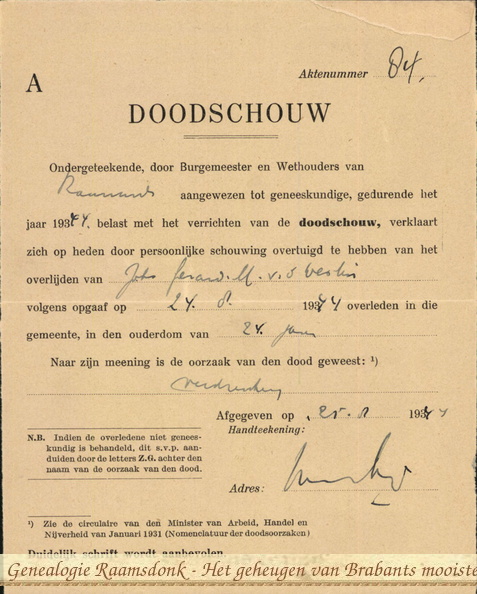 A
Aktenummer 84.
DOODSCHOUW
Ondergeteekende, door Burgemeester en Wethouders van
aangewezen tot geneeskundige, gedurende het
jaar 1944, belast met het verrichten van de doodschouw, verklaart
zich op heden door persoonlijke schouwing overtuigd te hebben van het
overlijden van Joh Gerard. M. v. d
volgens opgaaf op 24. 8. 1944 overleden in die
gemeente, in den ouderdom van 24. jaar
Naar zijn meening is de oorzaak van den dood geweest: ¹)
verdrinking
Afgegeven op 25. 8 1944
Handteekening:
N.B. Indien de overledene niet genees-
kundig is behandeld, dit s.v.p. aan-
duiden door de letters Z.G. achter den
naam van de oorzaak van den dood.
Adres:
¹) Zie de circulaire van den Minister van Arbeid, Handel en
Nijverheid van Januari 1931 (Nomenclatuur der doodsoorzaken)
Duidelijk schrift wordt aanbevolen
Genealogie Raamsdonk - Het geheugen van Brabants mooiste